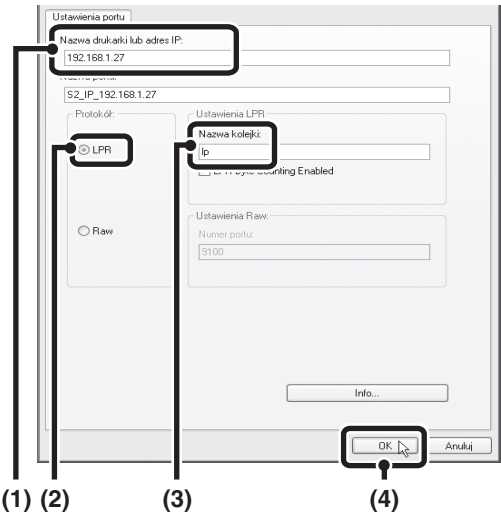 Ustawienia portu
Nazwa drukarki lub adres IP:
192.168.1.27
Nazwa portu:
S2_IP_192.168.1.27
Protokół:
LPR
Raw
Ustawienia LPR
Nazwa kolejki:
lp
LPR Byte Counting Enabled
Ustawienia Raw:
Numer portu:
9100
Info...
OK
Anuluj
(1) (2) (3) (4)